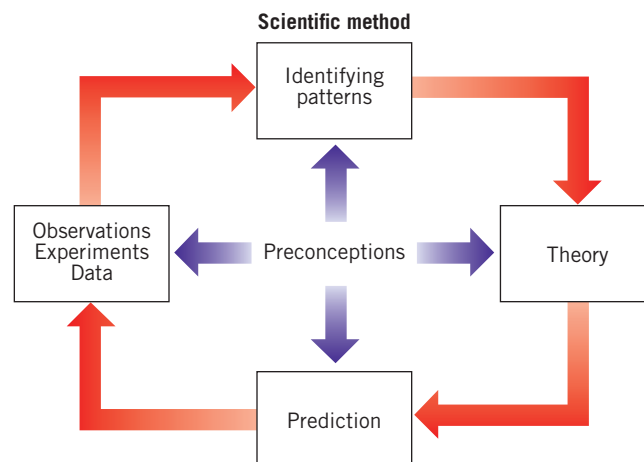 Scientific method
Identifying
patterns
Observations
Experiments
Data
Preconceptions
Theory
Prediction